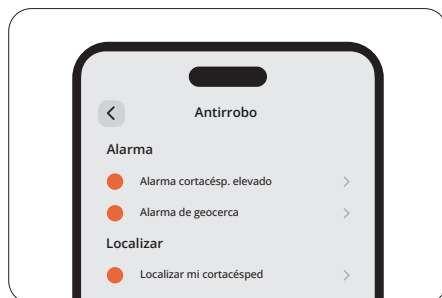 Antirrobo
Alarma
Alarma cortacésp. elevado
Alarma de geocerca
Localizar
Localizar mi cortacésped